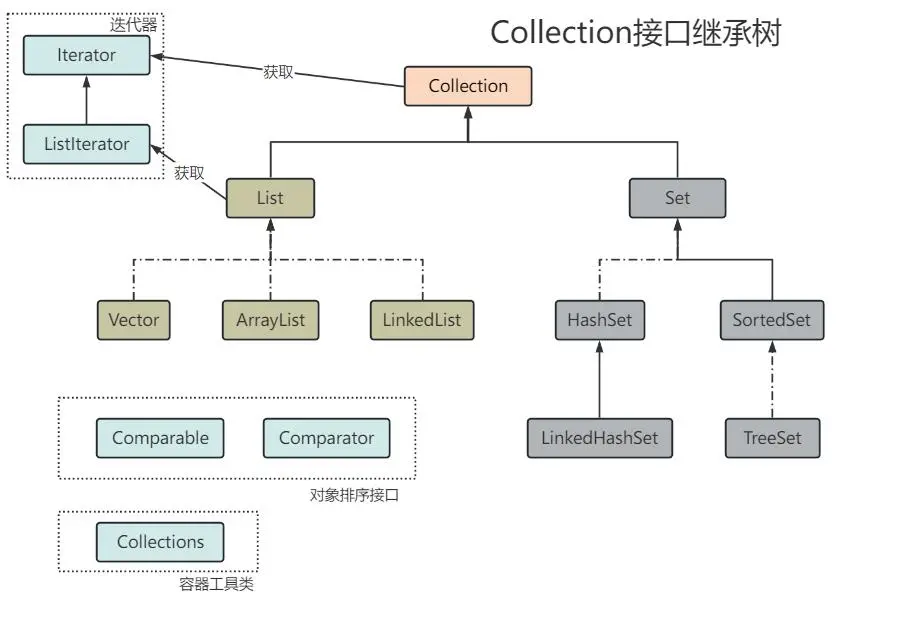 迭代器
Collection接口继承树
Iterator
获取
Collection
ListIterator
获取
List
Set
Vector
ArrayList
LinkedList
HashSet
SortedSet
Comparable
Comparator
LinkedHashSet
TreeSet
对象排序接口
Collections
容器工具类